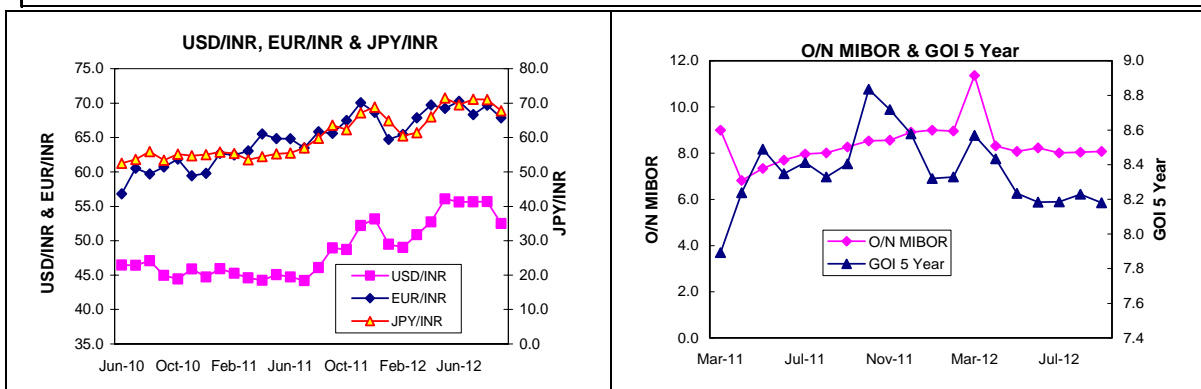 USD/INR, EUR/INR & JPY/INR
75.0
70.0
65.0
60.0
55.0
50.0
45.0
40.0
35.0
USD/INR & EUR/INR
80.0
70.0
60.0
50.0
40.0
30.0
20.0
10.0
0.0
JPY/INR
USD/INR
EUR/INR
JPY/INR
Jun-10 Oct-10 Feb-11 Jun-11 Oct-11 Feb-12 Jun-12
O/N MIBOR & GOI 5 Year
12.0
10.0
8.0
6.0
4.0
2.0
0.0
O/N MIBOR
9.0
8.8
8.6
8.4
8.2
8.0
7.8
7.6
7.4
GOI 5 Year
O/N MIBOR
GOI 5 Year
Mar-11 Jul-11 Nov-11 Mar-12 Jul-12